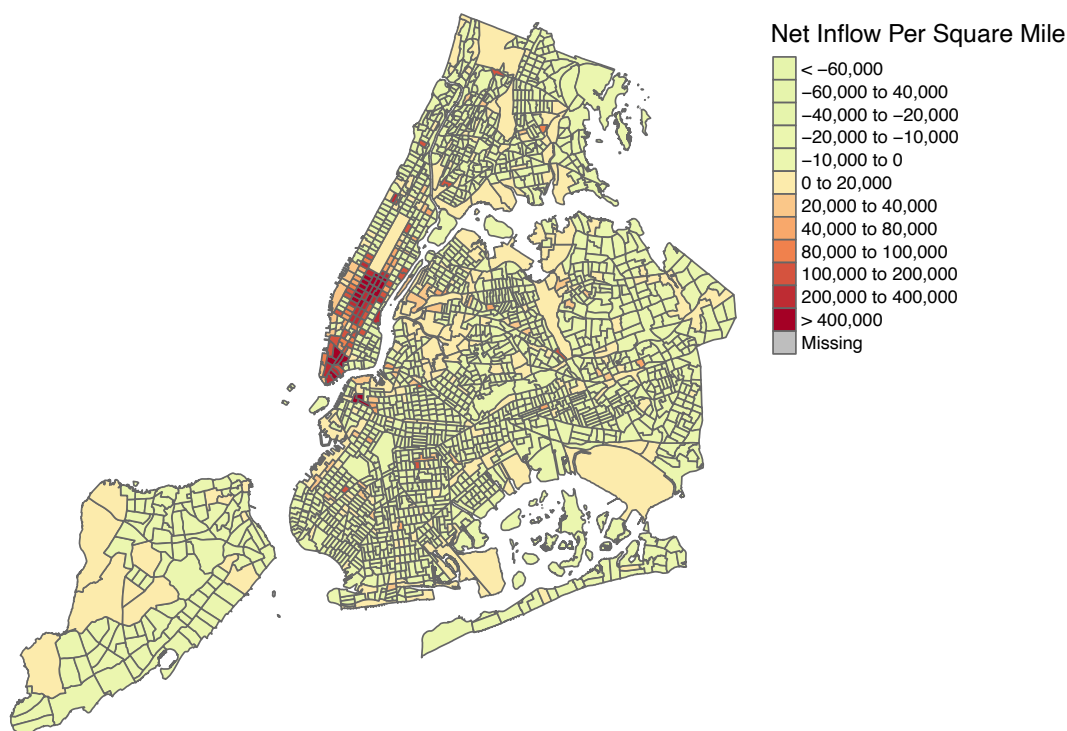 Net Inflow Per Square Mile
< −60,000
−60,000 to 40,000
−40,000 to −20,000
−20,000 to −10,000
−10,000 to 0
0 to 20,000
20,000 to 40,000
40,000 to 80,000
80,000 to 100,000
100,000 to 200,000
200,000 to 400,000
> 400,000
Missing